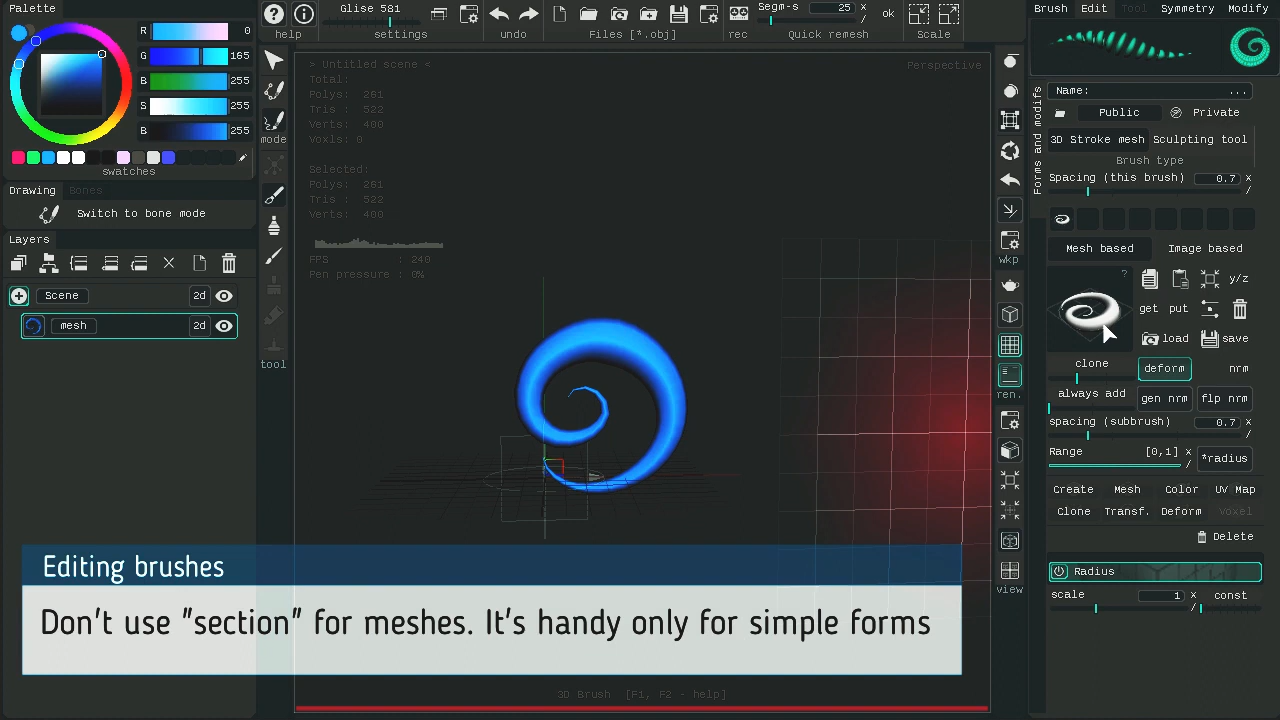 Palette
R 0
G 165
B 255
S 255
B 255
swatches
Drawing Bones
Switch to bone mode
Layers
Scene 2d
mesh 2d
? i
help
Glise 581
settings
undo
Files [*.obj]
rec
Segm-s 25 x
/
ok
Quick remesh
Scale
mode
tool
> Untitled scene <
Total:
Polys: 261
Tris : 522
Verts: 400
Voxls: 0
Selected:
Polys: 261
Tris : 522
Verts: 400
FPS : 240
Pen pressure : 0%
Perspective
3D Brush [F1, F2 - help]
wkp
ren.
view
Brush Edit Tool Symmetry Modify
Forms and modifs
Name: ...
Public Private
3D Stroke mesh Sculpting tool
Brush type
Spacing (this brush) 0.7 x
/
Mesh based Image based
? y/z
get put
load save
clone deform nrm
always add gen nrm flp nrm
spacing (subbrush) 0.7 x
/
Range [0,1] x *radius
/
Create Mesh Color UV Map
Clone Transf. Deform Voxel
Delete
Radius
scale 1 x const
/
Editing brushes
Don't use "section" for meshes. It's handy only for simple forms